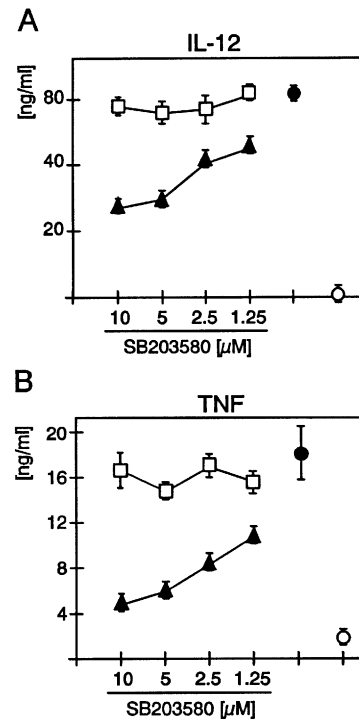 A
IL-12
[ng/ml]
80
40
20
10 5 2.5 1.25
SB203580 [μM]
B
TNF
[ng/ml]
20
16
12
8
4
10 5 2.5 1.25
SB203580 [μM]